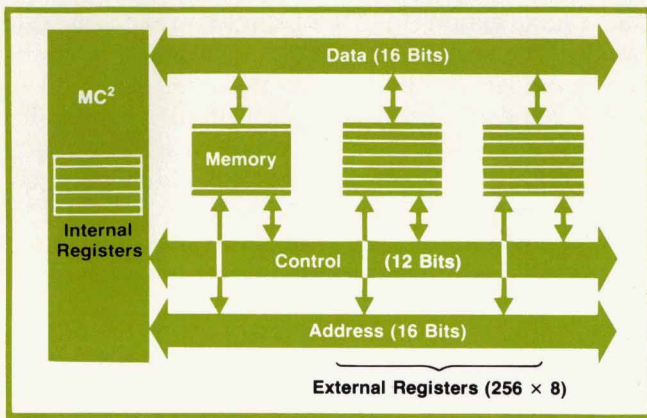 Data (16 Bits)
MC²
Memory
Internal
Registers
Control (12 Bits)
Address (16 Bits)
External Registers (256 × 8)